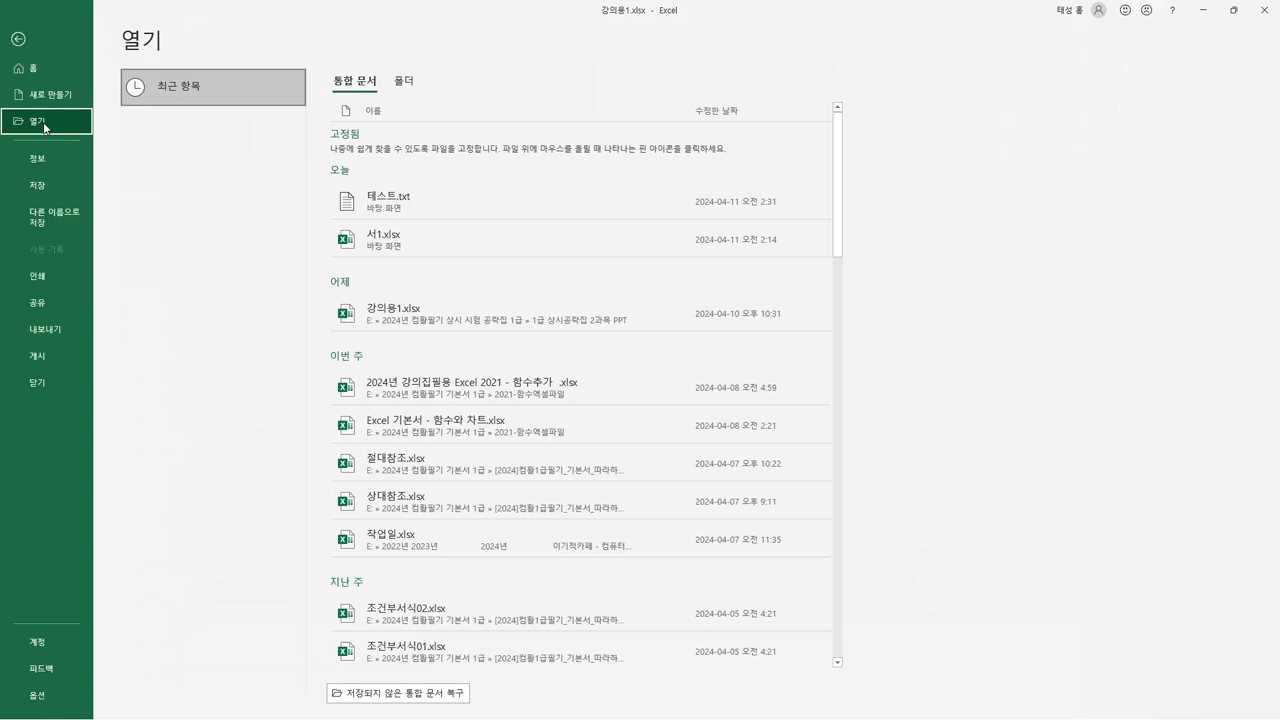 강의용1.xlsx - Excel
태성 홍
?
홈
새로 만들기
열기
정보
저장
다른 이름으로
저장
사용 기록
인쇄
공유
내보내기
게시
닫기
계정
피드백
옵션
열기
최근 항목
통합 문서 폴더
이름 수정한 날짜
고정됨
나중에 쉽게 찾을 수 있도록 파일을 고정합니다. 파일 위에 마우스를 올릴 때 나타나는 핀 아이콘을 클릭하세요.
오늘
테스트.txt 2024-04-11 오전 2:31
바탕 화면
서1.xlsx 2024-04-11 오전 2:14
바탕 화면
어제
강의용1.xlsx 2024-04-10 오후 10:31
E: » 2024년 컴활필기 상시 시험 공략집 1급 » 1급 상시공략집 2과목 PPT
이번 주
2024년 강의집필용 Excel 2021 - 함수추가 .xlsx 2024-04-08 오전 4:59
E: » 2024년 컴활필기 기본서 1급 » 2021-함수엑셀파일
Excel 기본서 - 함수와 차트.xlsx 2024-04-08 오전 2:21
E: » 2024년 컴활필기 기본서 1급 » 2021-함수엑셀파일
절대참조.xlsx 2024-04-07 오후 10:22
E: » 2024년 컴활필기 기본서 1급 » [2024]컴활1급필기_기본서_따라하...
상대참조.xlsx 2024-04-07 오후 9:11
E: » 2024년 컴활필기 기본서 1급 » [2024]컴활1급필기_기본서_따라하...
작업일.xlsx 2024-04-07 오전 11:35
E: » 2022년 2023년 2024년 이기적카페 - 컴퓨터...
지난 주
조건부서식02.xlsx 2024-04-05 오전 4:21
E: » 2024년 컴활필기 기본서 1급 » [2024]컴활1급필기_기본서_따라하...
조건부서식01.xlsx 2024-04-05 오전 4:21
E: » 2024년 컴활필기 기본서 1급 » [2024]컴활1급필기_기본서_따라하...
저장되지 않은 통합 문서 복구